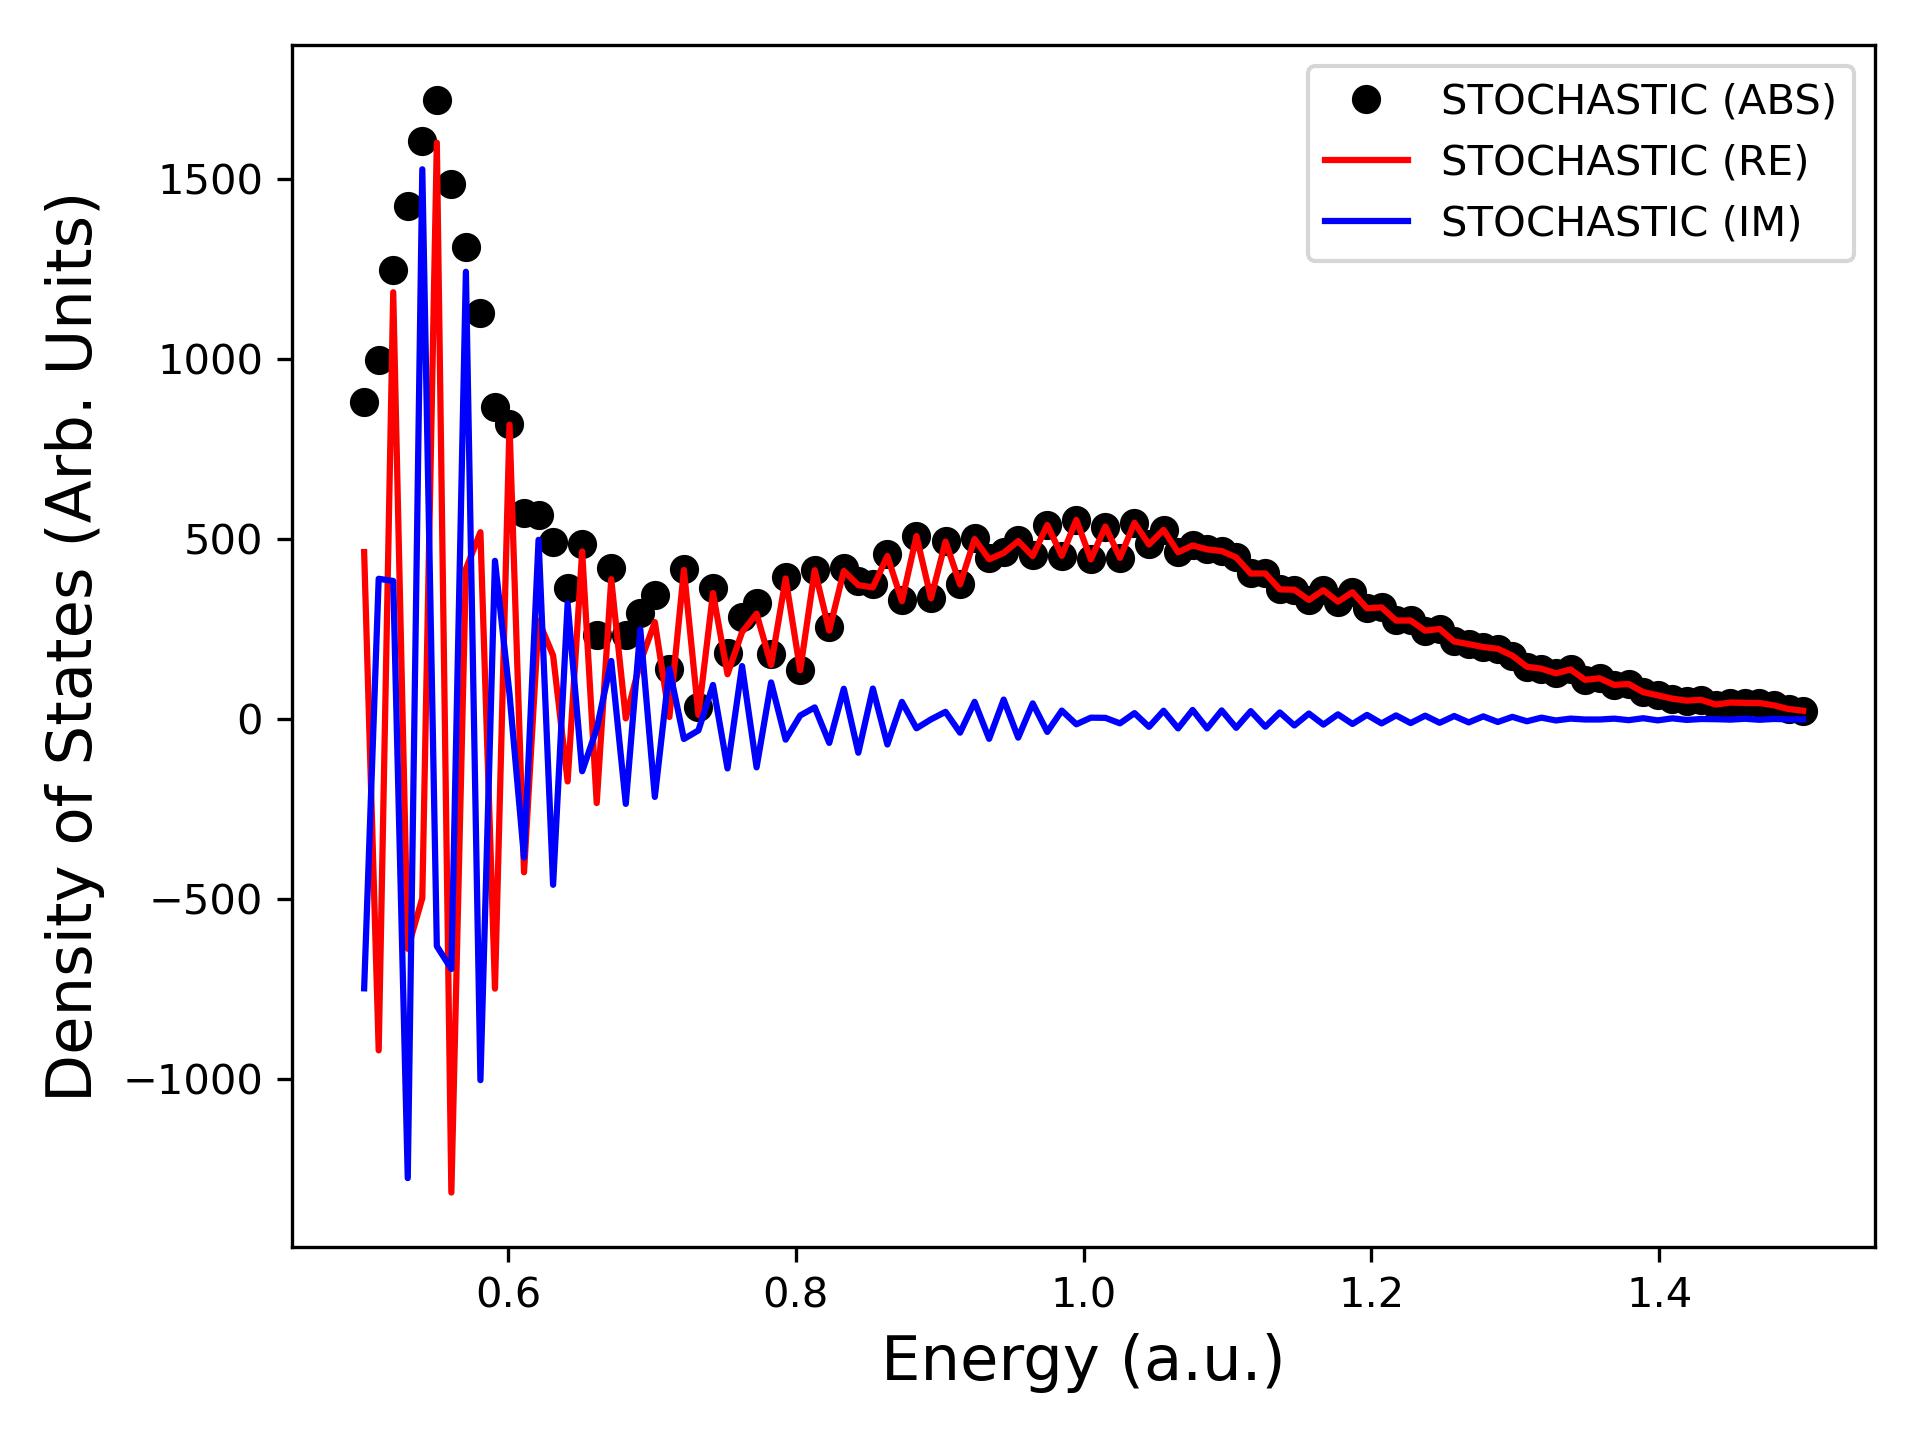 STOCHASTIC (ABS)
STOCHASTIC (RE)
STOCHASTIC (IM)
Density of States (Arb. Units)
1500
1000
500
0
−500
−1000
0.6 0.8 1.0 1.2 1.4
Energy (a.u.)